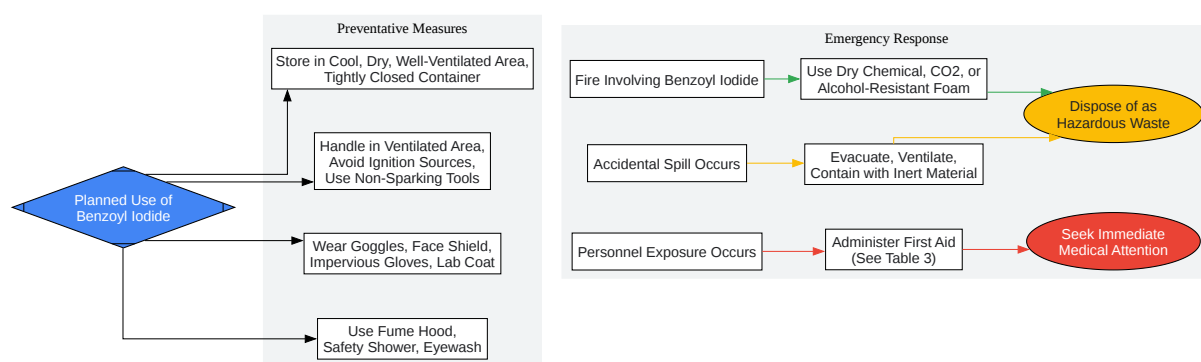 Preventative Measures
Store in Cool, Dry, Well-Ventilated Area,
Tightly Closed Container
Handle in Ventilated Area,
Avoid Ignition Sources,
Use Non-Sparking Tools
Planned Use of
Benzoyl Iodide
Wear Goggles, Face Shield,
Impervious Gloves, Lab Coat
Use Fume Hood,
Safety Shower, Eyewash
Emergency Response
Fire Involving Benzoyl Iodide
Use Dry Chemical, CO2, or
Alcohol-Resistant Foam
Dispose of as
Hazardous Waste
Accidental Spill Occurs
Evacuate, Ventilate,
Contain with Inert Material
Personnel Exposure Occurs
Administer First Aid
(See Table 3)
Seek Immediate
Medical Attention